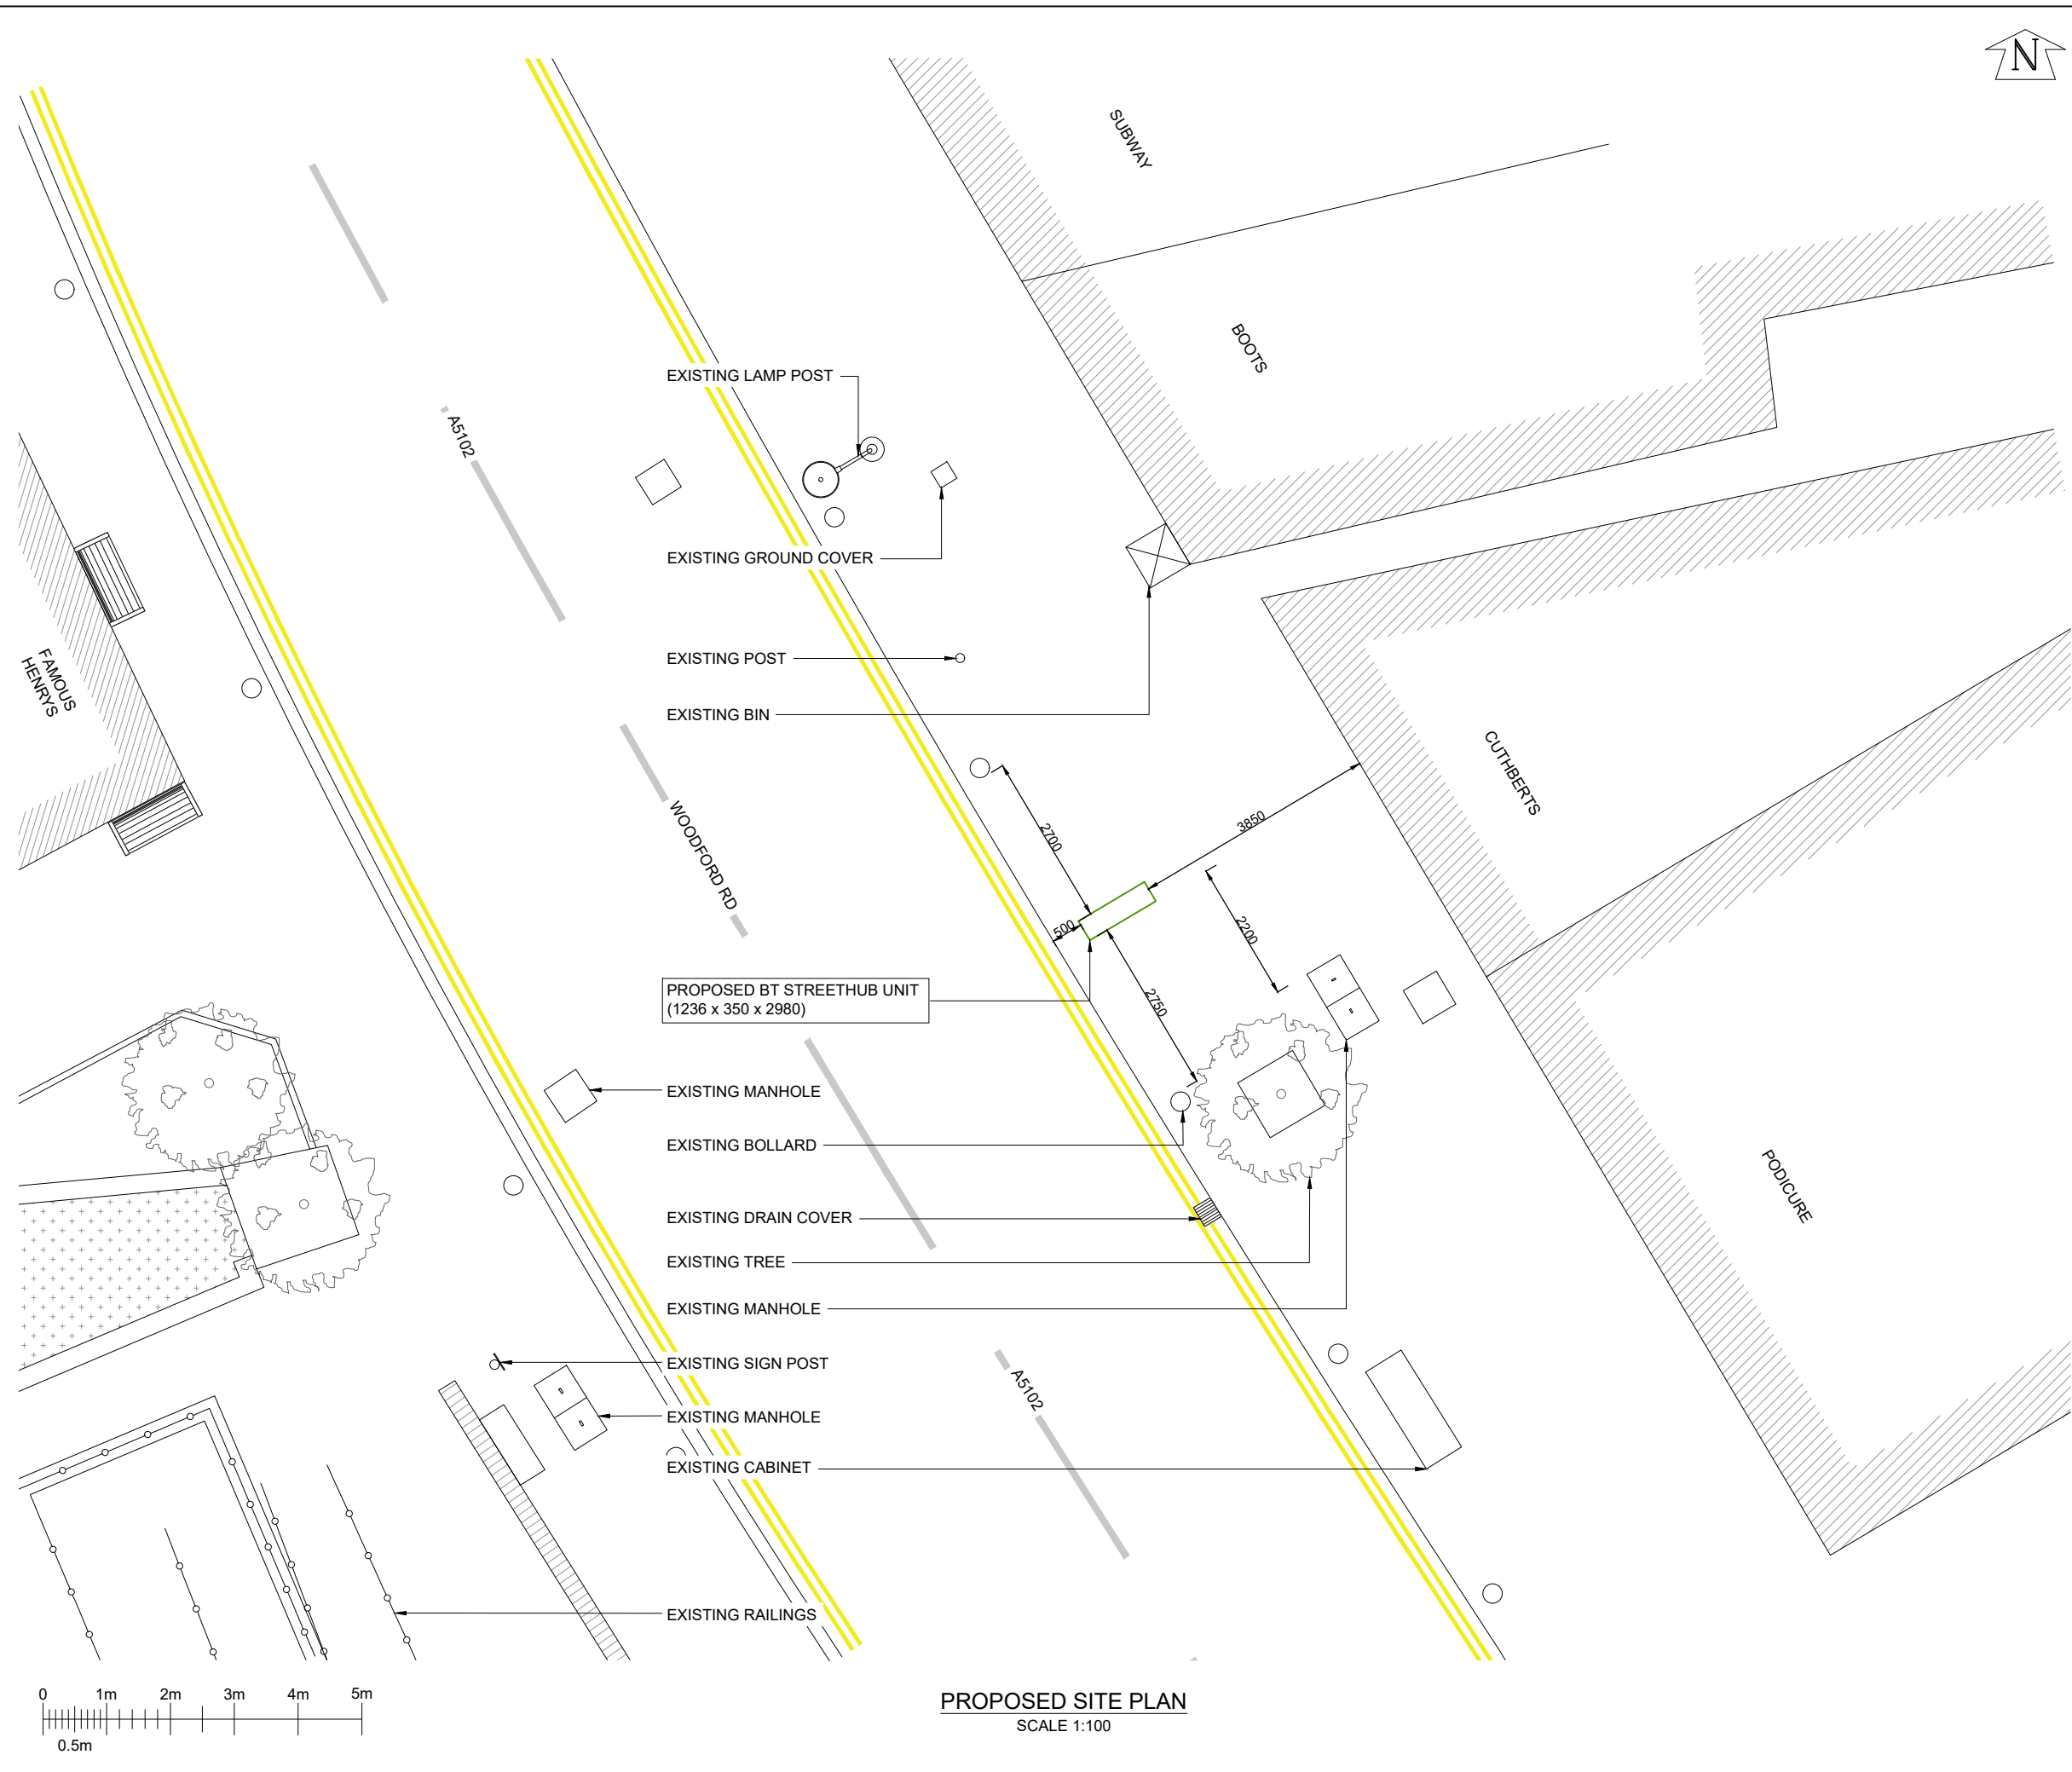 N
SUBWAY
BOOTS
EXISTING LAMP POST
A5102
EXISTING GROUND COVER
FAMOUS
HENRYS
EXISTING POST
EXISTING BIN
CUTHBERTS
WOODFORD RD
2700
3850
500
2200
PROPOSED BT STREETHUB UNIT
(1236 x 350 x 2980)
2750
EXISTING MANHOLE
EXISTING BOLLARD
PODICURE
EXISTING DRAIN COVER
EXISTING TREE
EXISTING MANHOLE
EXISTING SIGN POST
A5102
EXISTING MANHOLE
EXISTING CABINET
EXISTING RAILINGS
0 1m 2m 3m 4m 5m
0.5m
PROPOSED SITE PLAN
SCALE 1:100